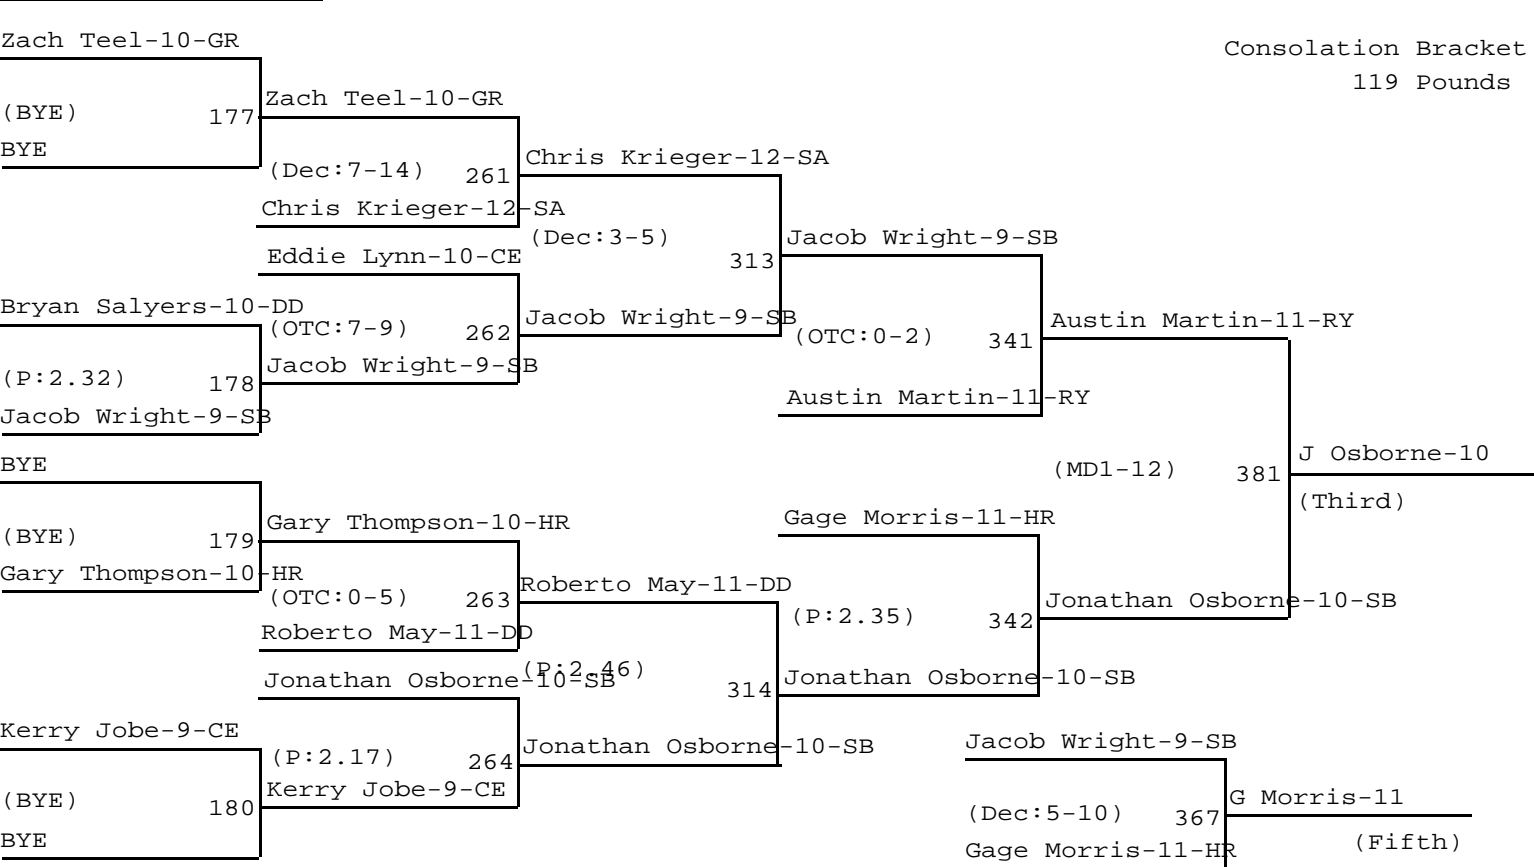 Zach Teel-10-GR
Consolation Bracket
119 Pounds
Zach Teel-10-GR
(BYE)
177
BYE
Chris Krieger-12-SA
(Dec:7-14)
261
Chris Krieger-12-SA
(Dec:3-5)
Jacob Wright-9-SB
Eddie Lynn-10-CE
313
Bryan Salyers-10-DD
(OTC:7-9)
262
Jacob Wright-9-SB
Austin Martin-11-RY
(OTC:0-2)
341
Jacob Wright-9-SB
(P:2.32)
178
Austin Martin-11-RY
Jacob Wright-9-SB
BYE
J Osborne-10
(MD1-12)
381
(Third)
Gary Thompson-10-HR
Gage Morris-11-HR
(BYE)
179
Gary Thompson-10-HR
Roberto May-11-DD
(OTC:0-5)
263
Jonathan Osborne-10-SB
(P:2.35)
342
Roberto May-11-DD
(P:2.46)
Jonathan Osborne-10-SB
Jonathan Osborne-10-SB
314
Kerry Jobe-9-CE
Jonathan Osborne-10-SB
Jacob Wright-9-SB
(P:2.17)
264
Kerry Jobe-9-CE
G Morris-11
(BYE)
180
(Dec:5-10)
367
BYE
Gage Morris-11-HR
(Fifth)